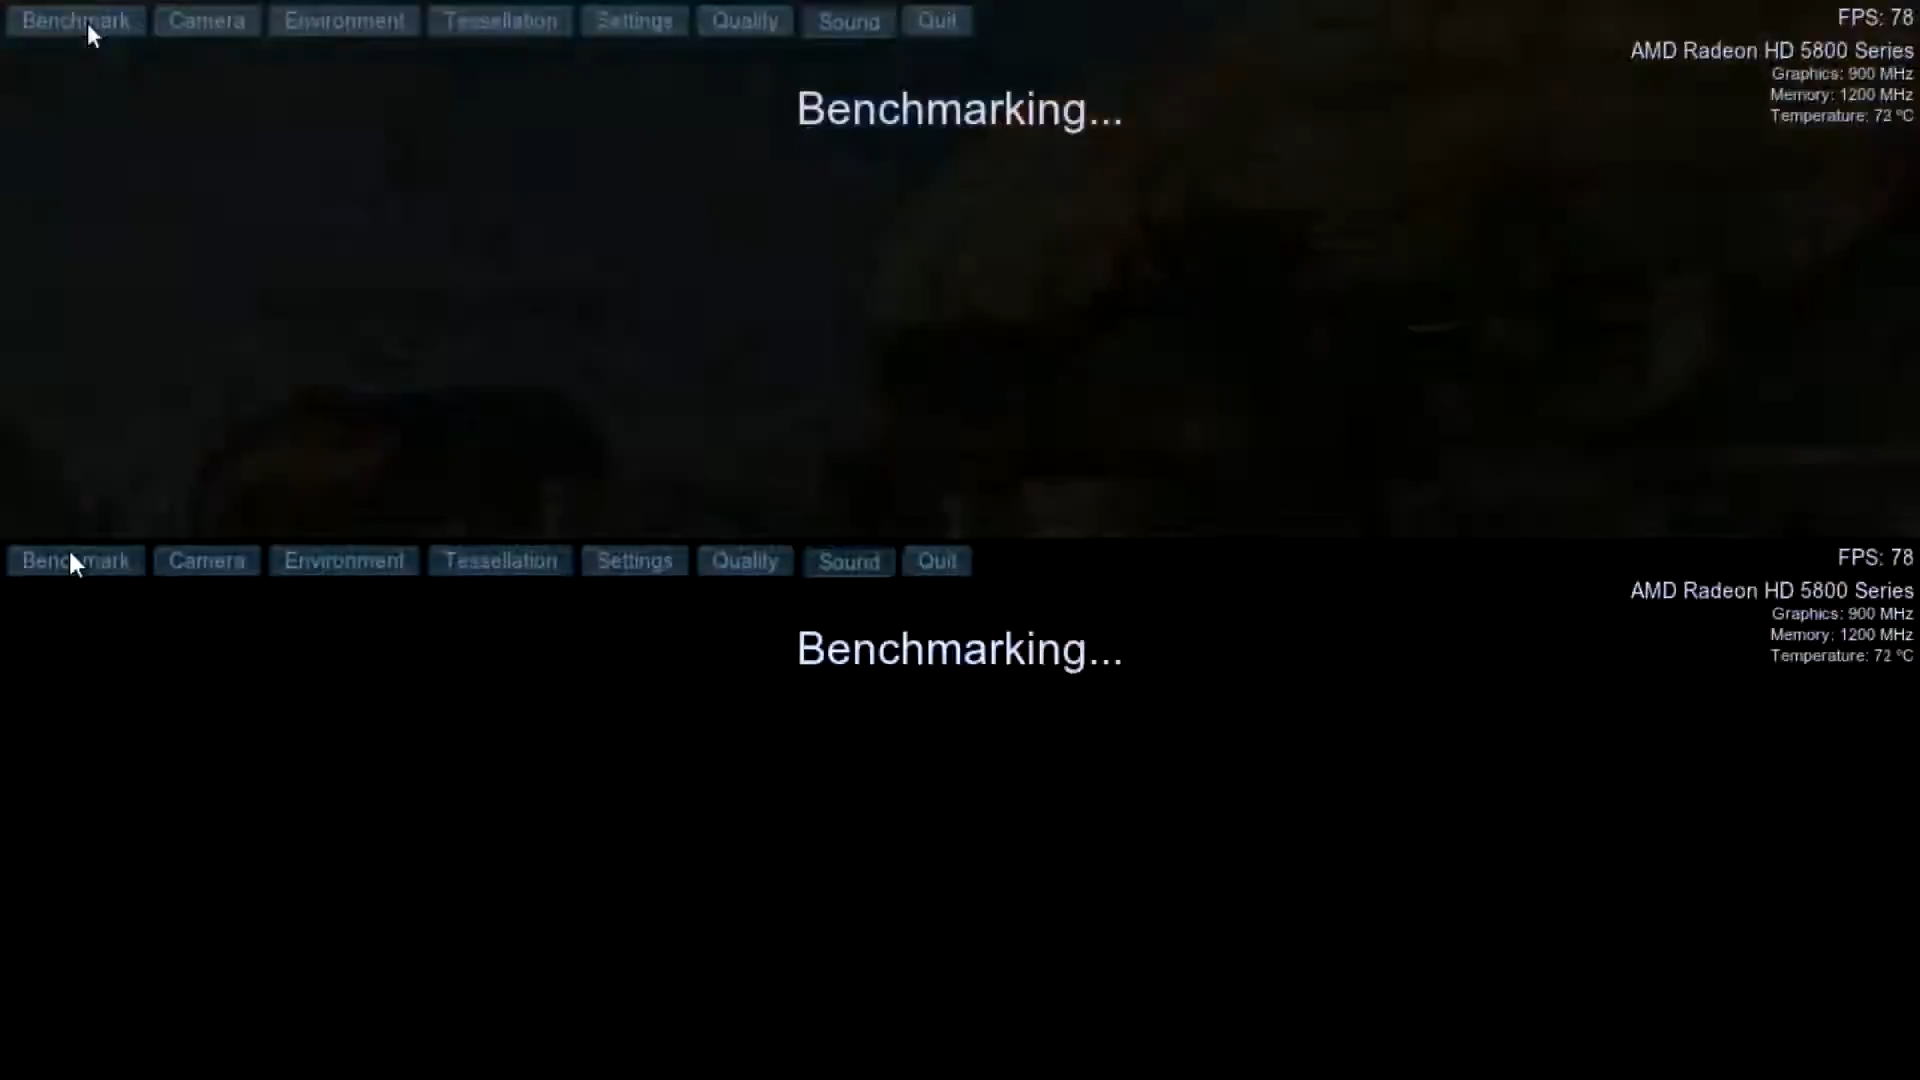 Benchmark Camera Environment Tessellation Settings Quality Sound Quit
FPS: 78
AMD Radeon HD 5800 Series
Graphics: 900 MHz
Memory: 1200 MHz
Temperature: 72 °C
Benchmarking...
Benchmark Camera Environment Tessellation Settings Quality Sound Quit
FPS: 78
AMD Radeon HD 5800 Series
Graphics: 900 MHz
Memory: 1200 MHz
Temperature: 72 °C
Benchmarking...